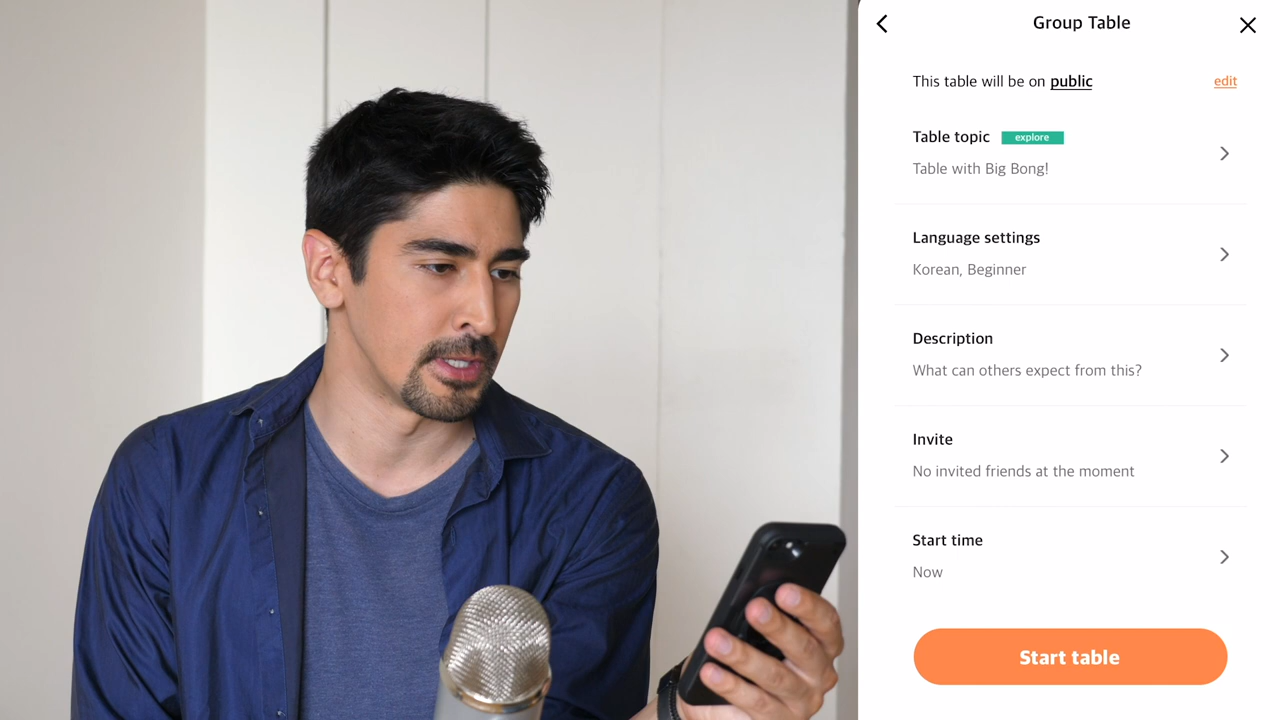 Group Table
This table will be on public edit
Table topic explore
Table with Big Bong!
Language settings
Korean, Beginner
Description
What can others expect from this?
Invite
No invited friends at the moment
Start time
Now
Start table